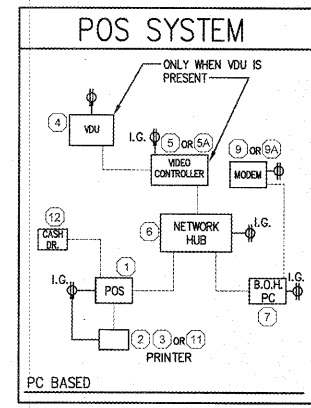 POS SYSTEM
ONLY WHEN VDU IS
PRESENT
4
VDU
I.G.
5 OR 5A
VIDEO
CONTROLLER
9 OR 9A
MODEM
12
CASH
DR.
6
NETWORK
HUB
I.G.
1
I.G.
POS
B.O.H.
PC
I.G.
7
2 3 OR 11
PRINTER
PC BASED